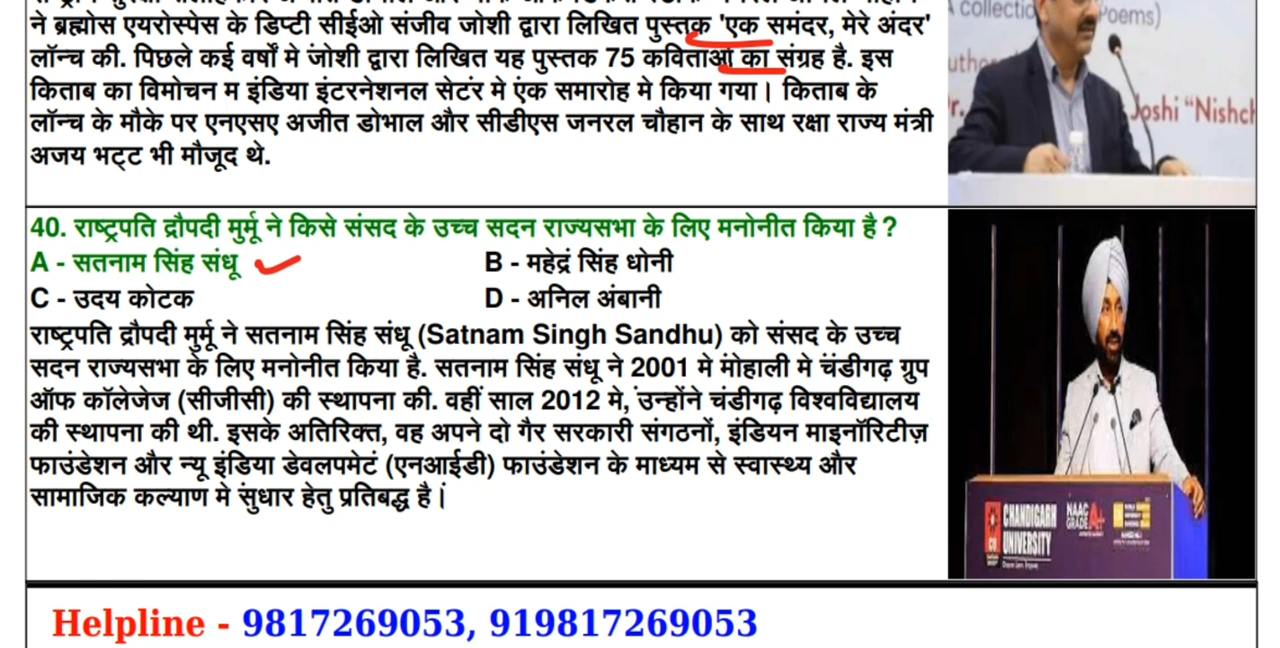 ने ब्रह्मोस एयरोस्पेस के डिप्टी सीईओ संजीव जोशी द्वारा लिखित पुस्तक 'एक समंदर, मेरे अंदर'
लॉन्च की. पिछले कई वर्षों मे जोशी द्वारा लिखित यह पुस्तक 75 कविताओं का संग्रह है. इस
किताब का विमोचन म इंडिया इंटरनेशनल सेटंर मे एंक समारोह मे किया गया। किताब के
लॉन्च के मौके पर एनएसए अजीत डोभाल और सीडीएस जनरल चौहान के साथ रक्षा राज्य मंत्री
अजय भट्ट भी मौजूद थे.
Poems)
Joshi "Nishch
40. राष्ट्रपति द्रौपदी मुर्मू ने किसे संसद के उच्च सदन राज्यसभा के लिए मनोनीत किया है ?
A - सतनाम सिंह संधू B - महेद्रं सिंह धोनी
C - उदय कोटक D - अनिल अंबानी
राष्ट्रपति द्रौपदी मुर्मू ने सतनाम सिंह संधू (Satnam Singh Sandhu) को संसद के उच्च
सदन राज्यसभा के लिए मनोनीत किया है. सतनाम सिंह संधू ने 2001 मे मंोहाली मे चंडीगढ़ ग्रुप
ऑफ कॉलेजेज (सीजीसी) की स्थापना की. वहीं साल 2012 मे, उंन्होंने चंडीगढ़ विश्वविद्यालय
की स्थापना की थी. इसके अतिरिक्त, वह अपने दो गैर सरकारी संगठनों, इंडियन माइनॉरिटीज़
फाउंडेशन और न्यू इंडिया डेवलपमेटं (एनआईडी) फाउंडेशन के माध्यम से स्वास्थ्य और
सामाजिक कल्याण मे सुंधार हेतु प्रतिबद्ध है।
CHANDIGARH
UNIVERSITY
NAAC
GRADE A+
Helpline - 9817269053, 919817269053